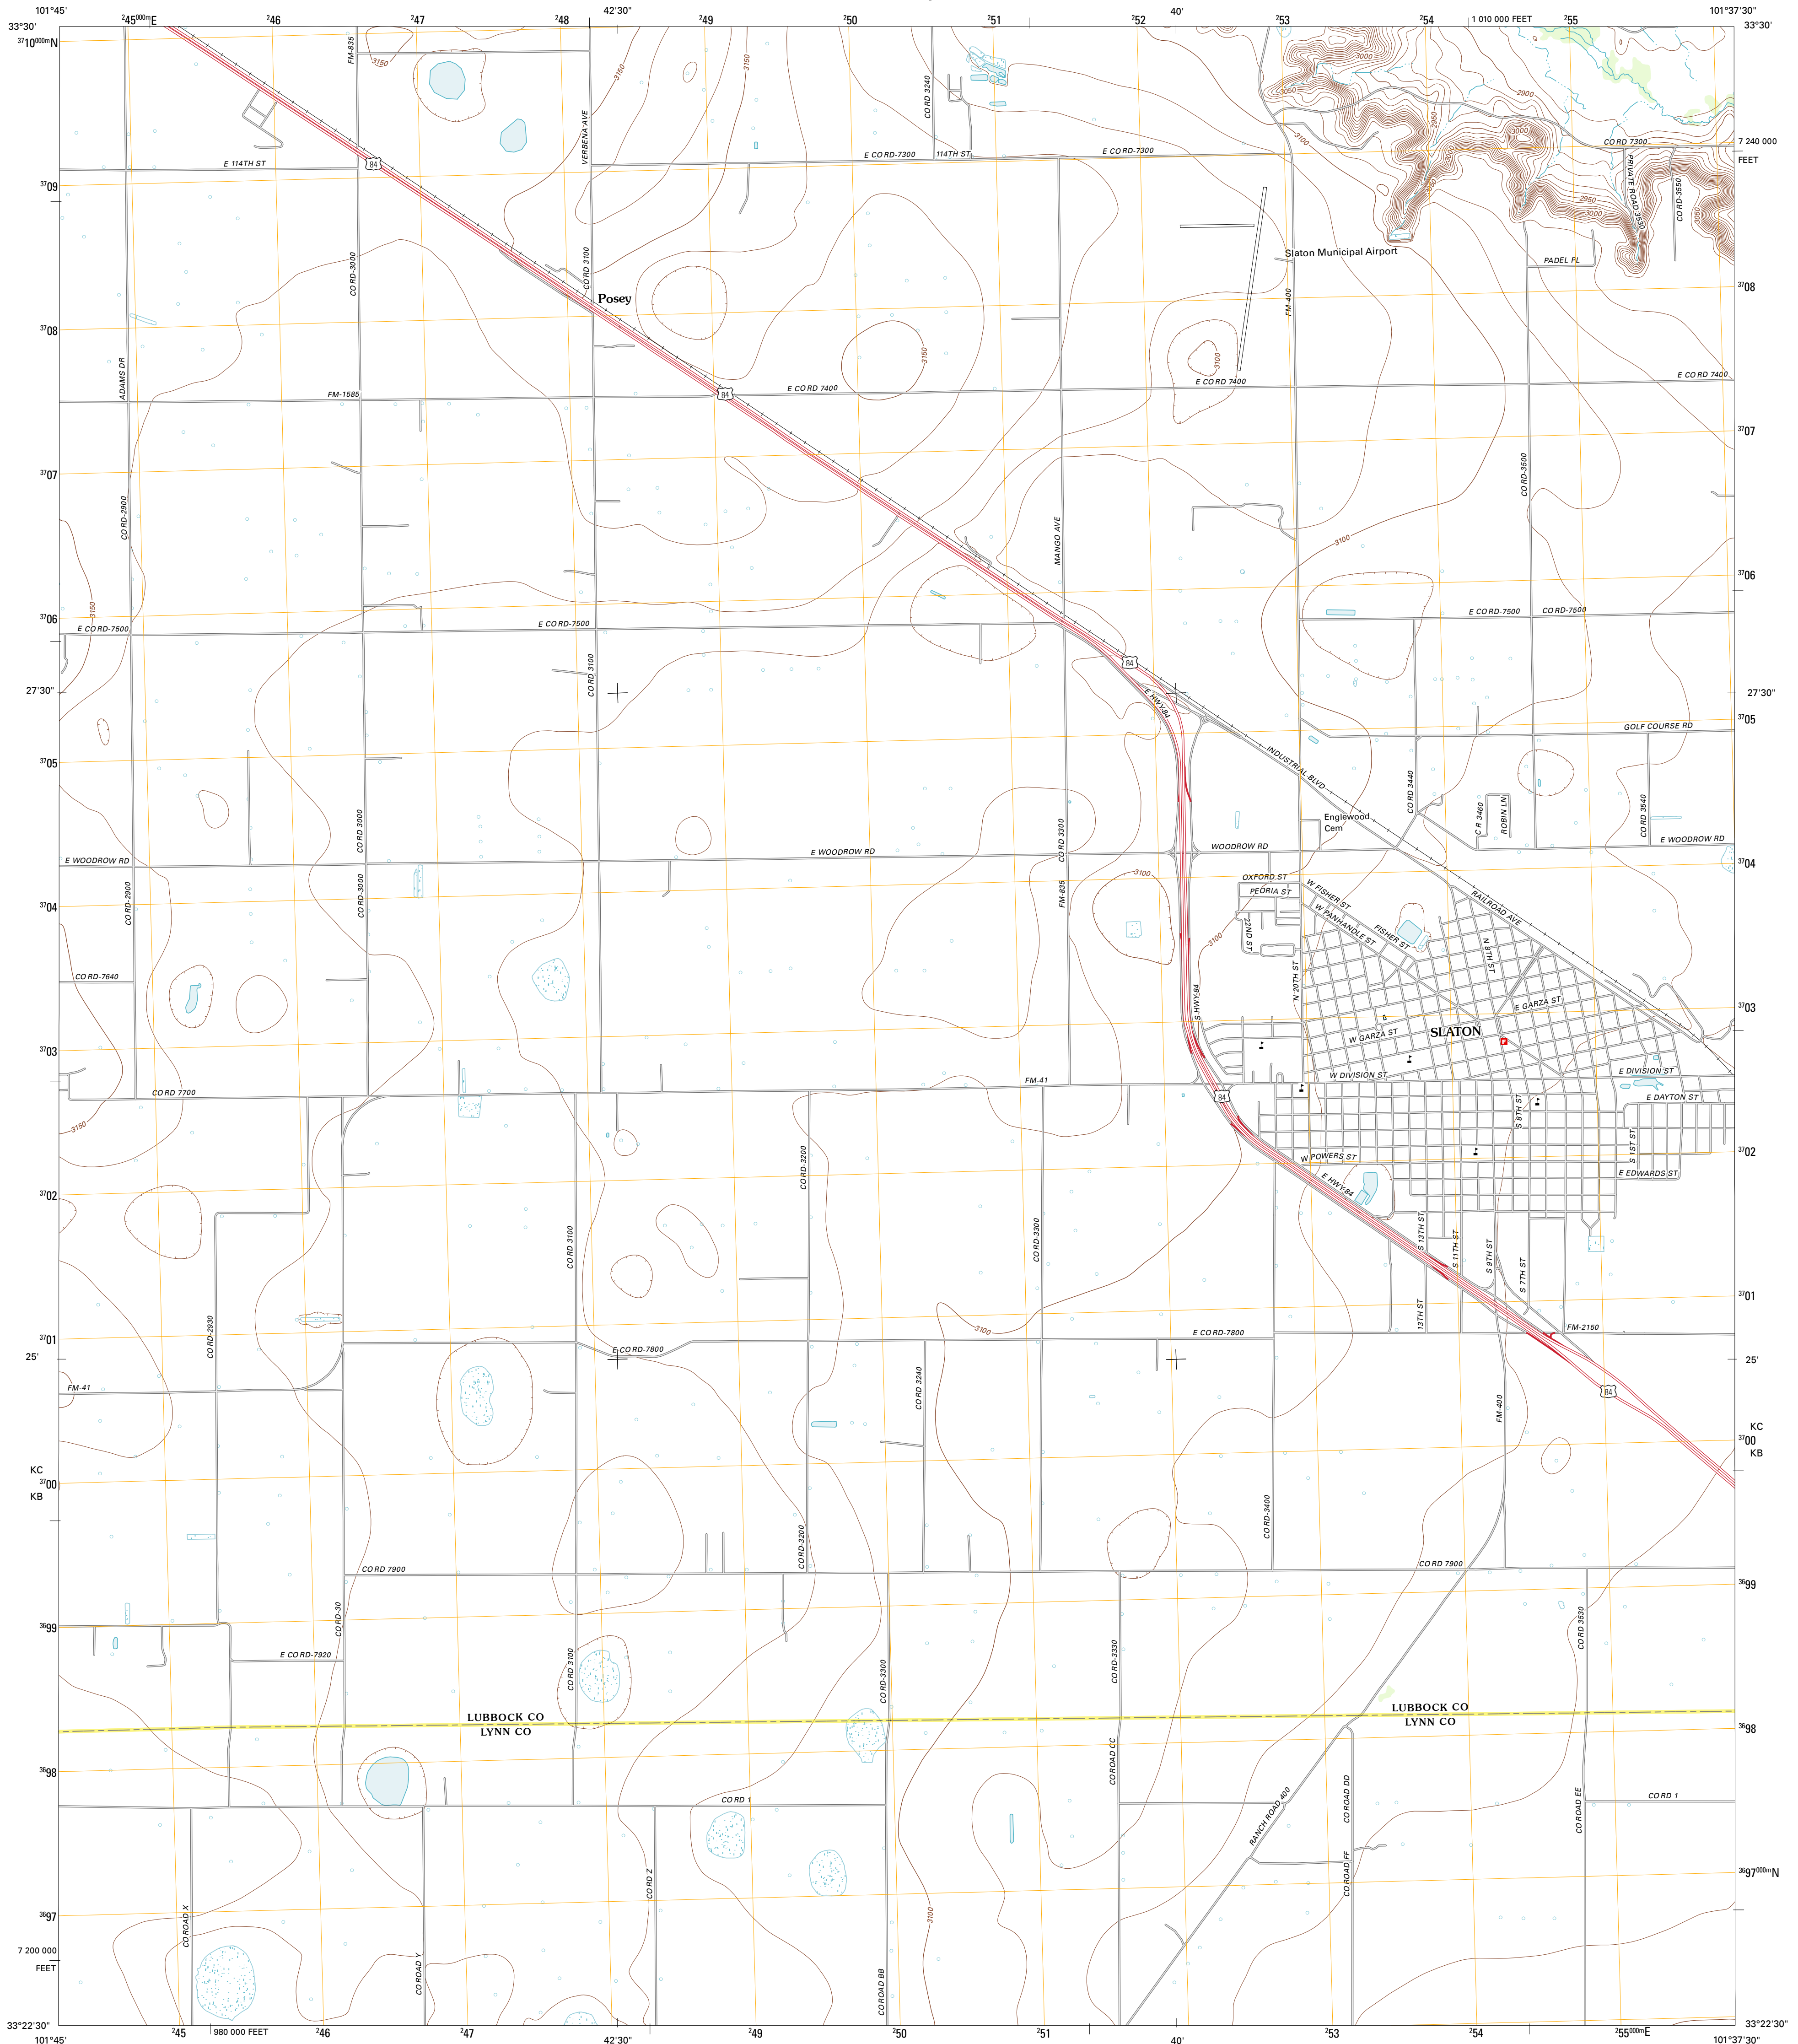 101°45' ²45⁰⁰⁰ᵐE ²46 ²47 ²48 42'30" ²49 ²50 ²51 ²52 40' ²53 ²54 1 010 000 FEET ²55 101°37'30"
33°30' 33°30'
³⁷10⁰⁰⁰ᵐN
FM-835
3150
3150
3150
CO RD 3240
VERBENA AVE
3000
3050
2900
2950
3100
3000
E 114TH ST
84
E CO RD-7300
114TH ST
E CO RD-7300
CO RD 7300
7 240 000
FEET
3050
3050
PRIVATE ROAD 3530
CO RD-3550
³⁷09
2950
3000
3050
CO RD-3000
CO RD 3100
Slaton Municipal Airport
PADEL PL
Posey
FM-400
³⁷08
³⁷08
3150
3100
ADAMS DR
FM-1585
84
E CO RD 7400
E CO RD 7400
E CO RD 7400
³⁷07
³⁷07
CO RD-2900
MANGO AVE
CO RD-3500
3100
3150
³⁷06
³⁷06
E CO RD-7500
E CO RD-7500
E CO RD-7500
CO RD-7500
CO RD 3100
84
27'30"
E HWY-84
27'30"
³⁷05
GOLF COURSE RD
³⁷05
INDUSTRIAL BLVD
CO RD 3440
C R 3460
ROBIN LN
CO RD 3540
CO RD 3000
CO RD 3300
Englewood
Cem
E WOODROW RD
E WOODROW RD
WOODROW RD
E WOODROW RD
³⁷04
³⁷04
CO RD-2900
CO RD-3000
FM-835
3100
OXFORD ST
PEORIA ST
W FISHER ST
W PANHANDLE ST
FISHER ST
RAILROAD AVE
22ND ST
3100
N 8TH ST
CO RD-7640
N 20TH ST
S HWY-84
E GARZA ST
³⁷03
W GARZA ST
SLATON
³⁷03
CO RD 7700
FM-41
W DIVISION ST
E DIVISION ST
84
E DAYTON ST
3150
S 8TH ST
S 1ST ST
CO RD-3200
W POWERS ST
³⁷02
E EDWARDS ST
³⁷02
E HWY-84
CO RD 3100
CO RD-3300
S 13TH ST
S 11TH ST
S 9TH ST
S 7TH ST
³⁷01
CO RD-2930
13TH ST
3100
E CO RD-7800
FM-2150
³⁷01
E CO RD-7800
25'
25'
FM-41
84
CO RD 3240
FM-400
KC
³⁷00
KB
KC
³⁷00
KB
CO RD-3200
CO RD-3400
CO RD 7900
CO RD 7900
³⁶99
³⁶99
CO RD-30
CO RD 3530
E CO RD-7920
CO RD 3100
CO RD-3300
CO RD-3330
LUBBOCK CO
LYNN CO
LUBBOCK CO
LYNN CO
³⁶98
³⁶98
CO ROAD CC
CO ROAD DD
CO ROAD EE
CO RD 1
CO RD 1
RANCH ROAD 400
CO ROAD FF
³⁶97⁰⁰⁰ᵐN
CO RD Z
³⁶97
CO ROAD X
3100
7 200 000
FEET
CO ROAD Y
CO ROAD BB
33°22'30" 33°22'30"
101°45' ²45 980 000 FEET ²46 ²47 42'30" ²49 ²50 ²51 40' ²53 ²54 ²55⁰⁰⁰ᵐE 101°37'30"